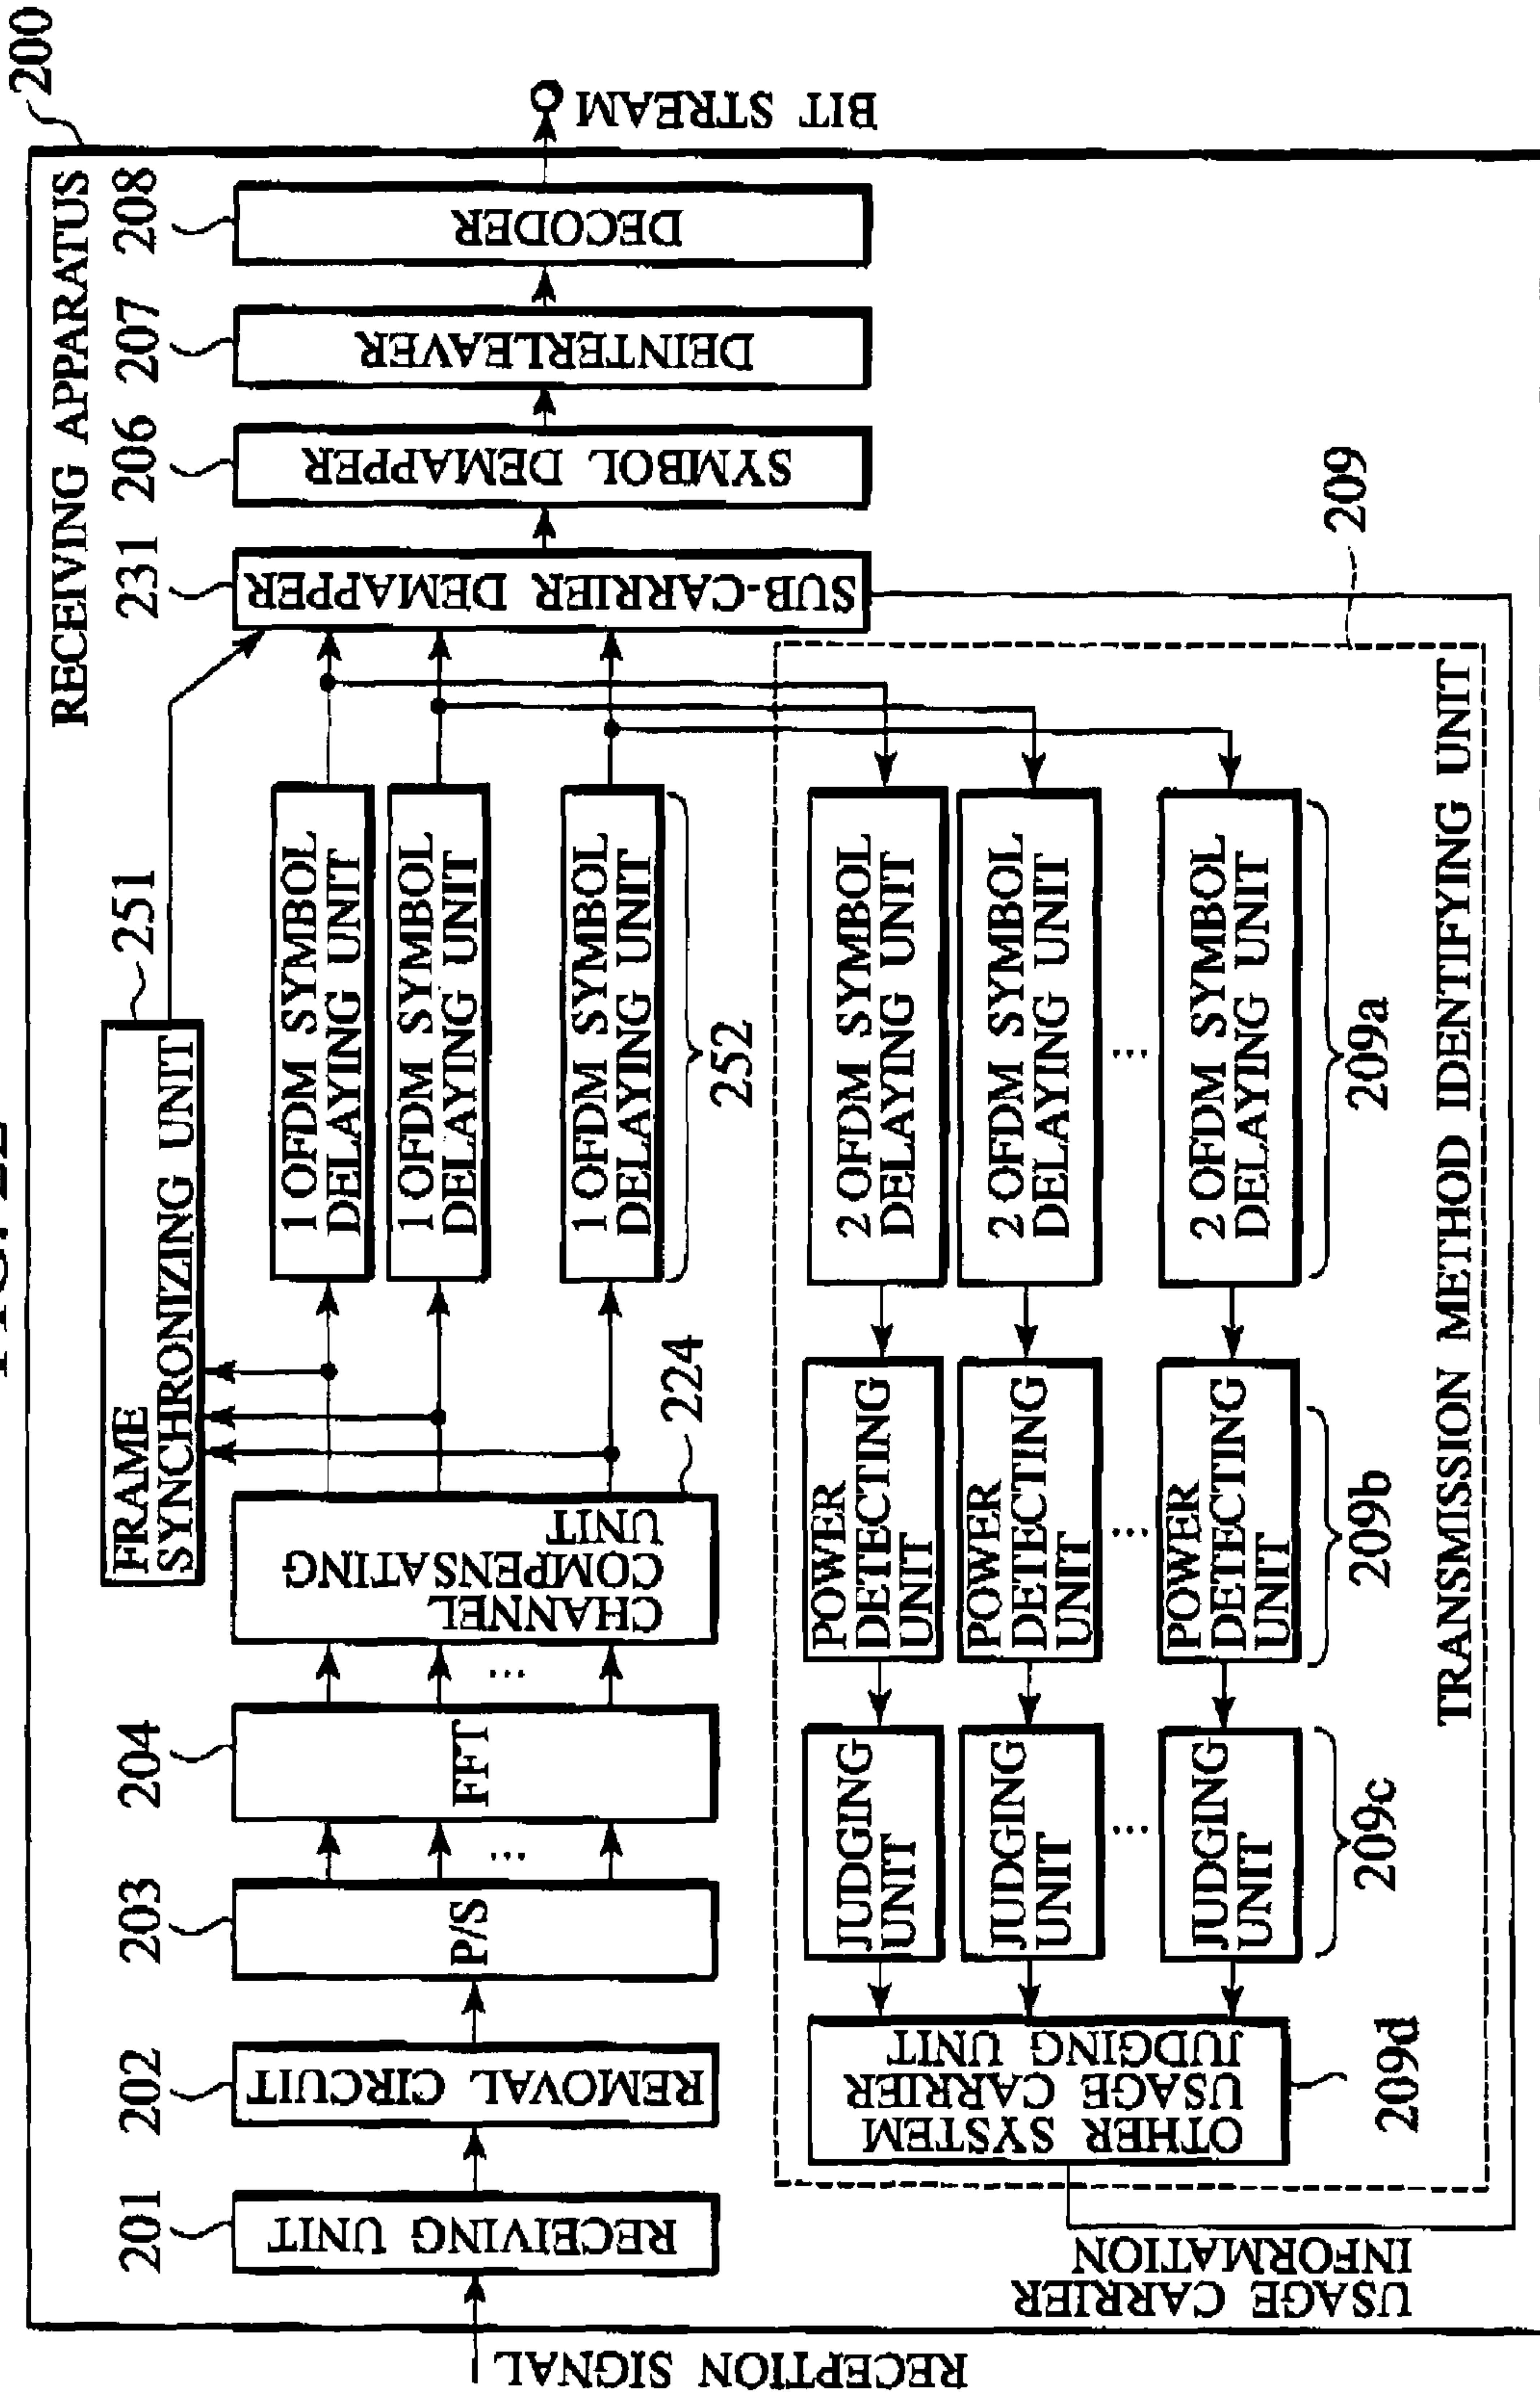 200
RECEIVING APPARATUS
251
FRAME
SYNCHRONIZING UNIT
201
202
203
204
224
231
206
207
208
RECEPTION SIGNAL
RECEIVING UNIT
REMOVAL CIRCUIT
P/S
...
FFT
...
CHANNEL
COMPENSATING
UNIT
1 OFDM SYMBOL
DELAYING UNIT
1 OFDM SYMBOL
DELAYING UNIT
1 OFDM SYMBOL
DELAYING UNIT
252
SUB-CARRIER DEMAPPER
SYMBOL DEMAPPER
DEINTERLEAVER
DECODER
BIT STREAM
209
OTHER SYSTEM
USAGE CARRIER
JUDGING UNIT
209d
JUDGING
UNIT
JUDGING
UNIT
...
JUDGING
UNIT
209c
POWER
DETECTING
UNIT
POWER
DETECTING
UNIT
...
POWER
DETECTING
UNIT
209b
2 OFDM SYMBOL
DELAYING UNIT
2 OFDM SYMBOL
DELAYING UNIT
...
2 OFDM SYMBOL
DELAYING UNIT
209a
TRANSMISSION METHOD IDENTIFYING UNIT
USAGE CARRIER
INFORMATION